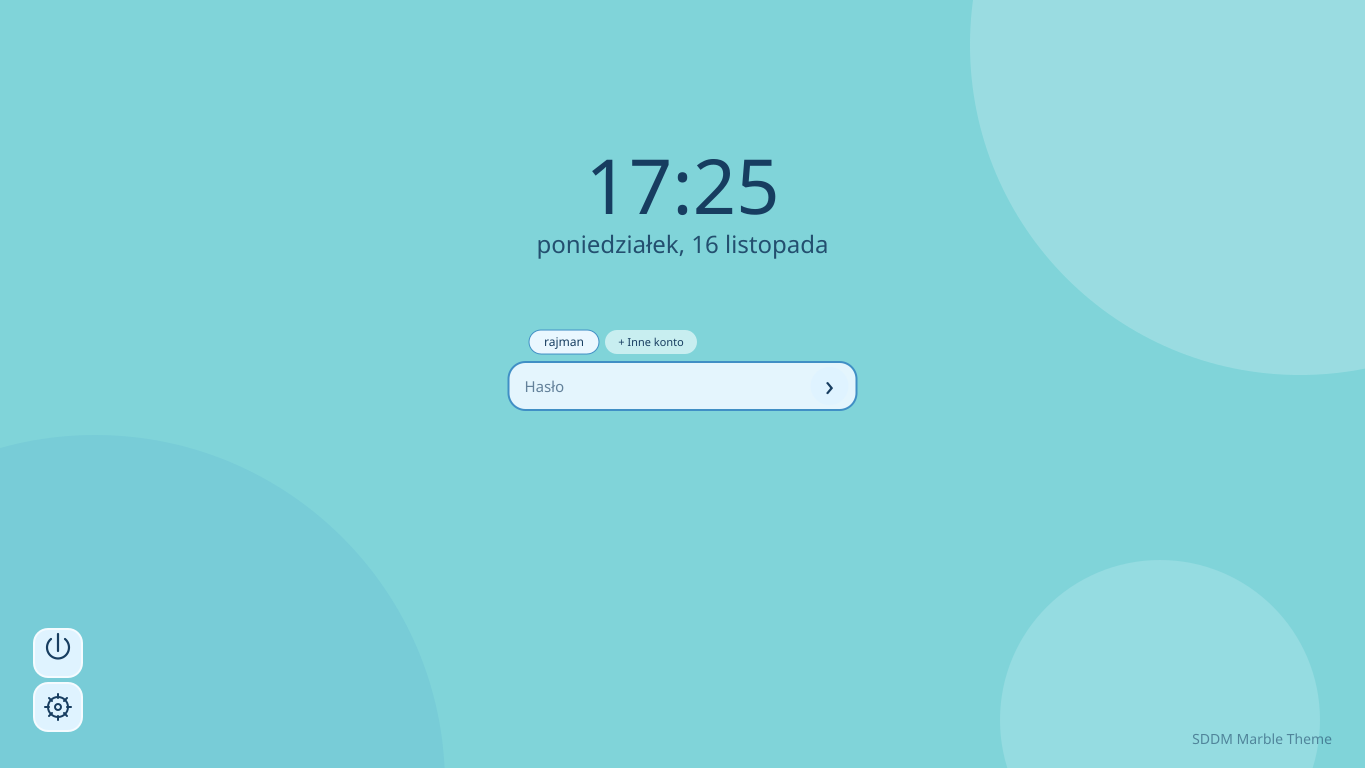 17:25
poniedziałek, 16 listopada
rajman + Inne konto
Hasło
SDDM Marble Theme